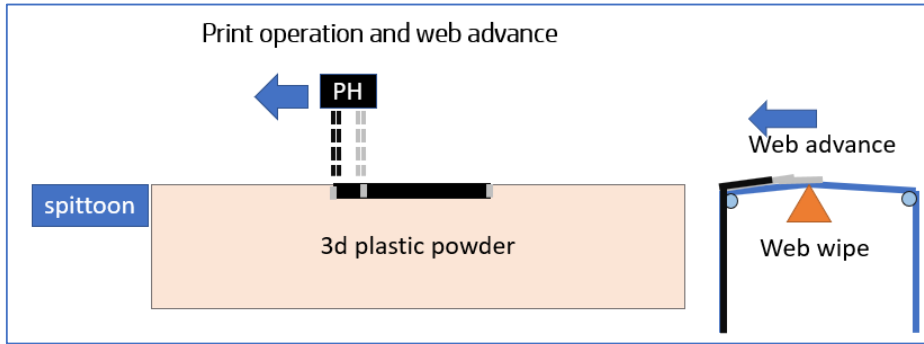 Print operation and web advance
PH
Web advance
spittoon
3d plastic powder
Web wipe